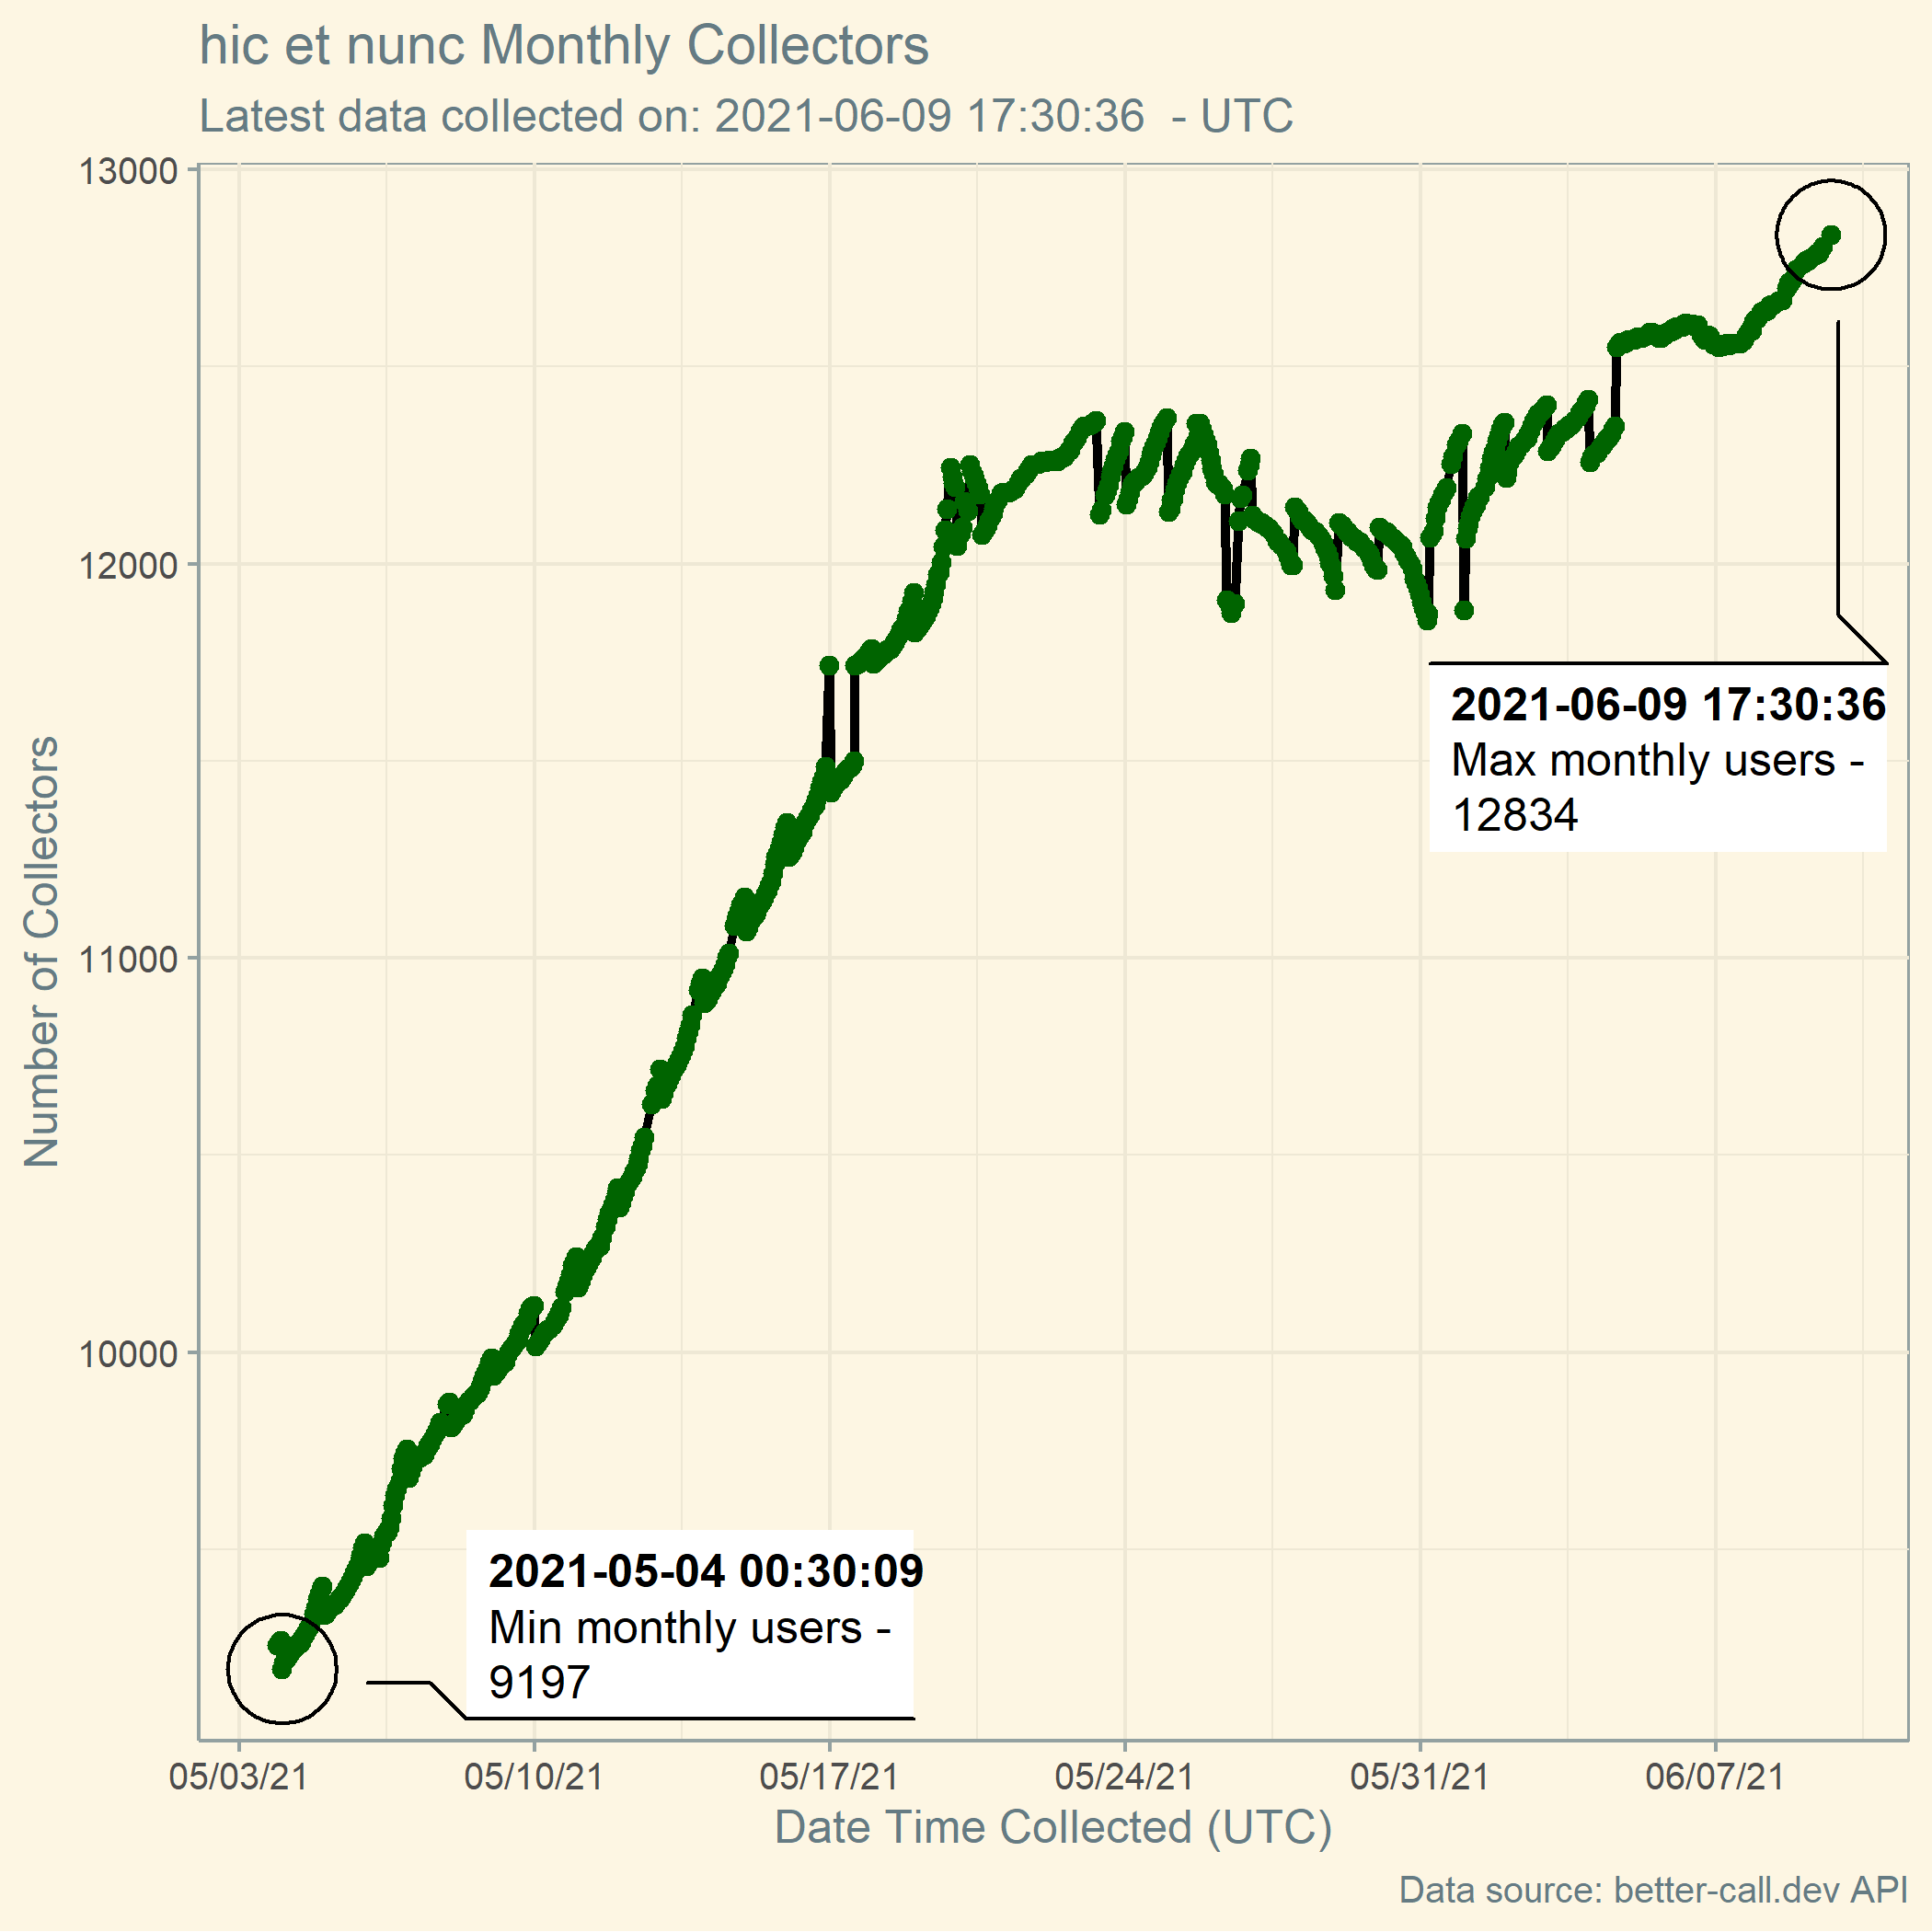 hic et nunc Monthly Collectors
Latest data collected on: 2021-06-09 17:30:36  - UTC
13000
12000
11000
10000
Number of Collectors
2021-06-09 17:30:36
Max monthly users -
12834
2021-05-04 00:30:09
Min monthly users -
9197
05/03/21
05/10/21
05/17/21
05/24/21
05/31/21
06/07/21
Date Time Collected (UTC)
Data source: better-call.dev API